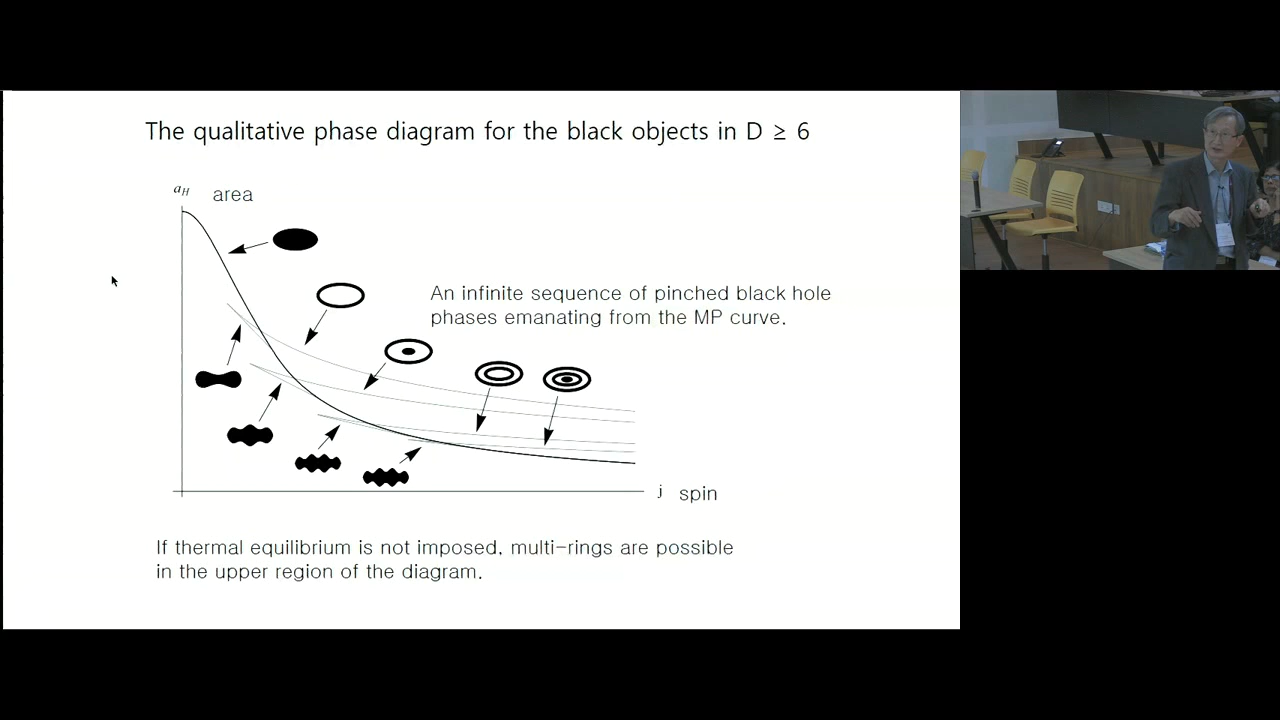 The qualitative phase diagram for the black objects in D ≥ 6
a_H area
An infinite sequence of pinched black hole
phases emanating from the MP curve.
j spin
If thermal equilibrium is not imposed, multi-rings are possible
in the upper region of the diagram.